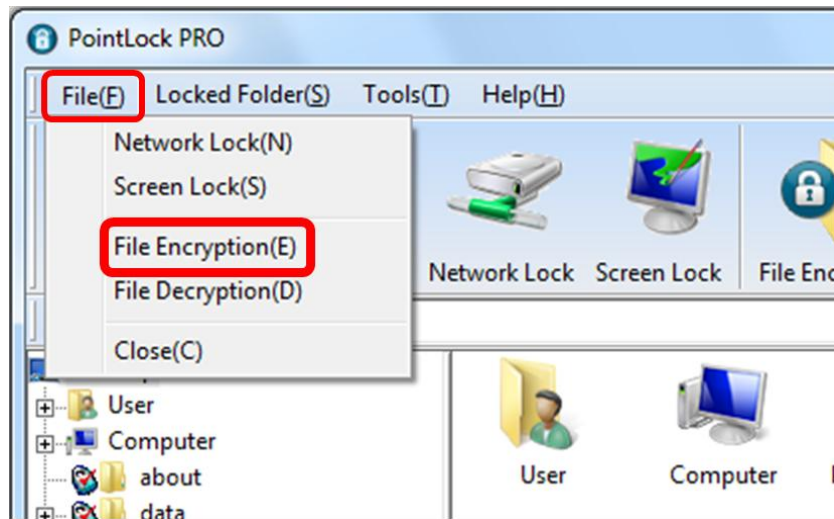 PointLock PRO
File(F) Locked Folder(S) Tools(T) Help(H)
Network Lock(N)
Screen Lock(S)
File Encryption(E)
File Decryption(D)
Close(C)
Network Lock Screen Lock File Enc
User
Computer
about
data
User Computer